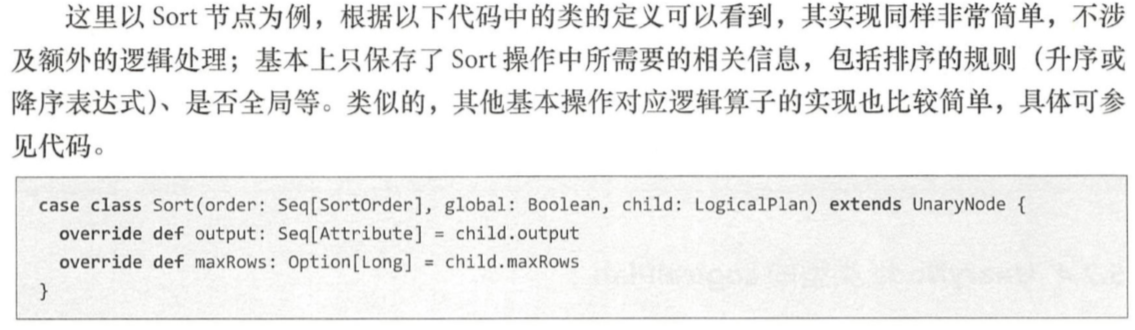 这里以 Sort 节点为例，根据以下代码中的类的定义可以看到，其实现同样非常简单，不涉
及额外的逻辑处理；基本上只保存了 Sort 操作中所需要的相关信息，包括排序的规则（升序或
降序表达式）、是否全局等。类似的，其他基本操作对应逻辑算子的实现也比较简单，具体可参
见代码。
case class Sort(order: Seq[SortOrder], global: Boolean, child: LogicalPlan) extends UnaryNode {
  override def output: Seq[Attribute] = child.output
  override def maxRows: Option[Long] = child.maxRows
}